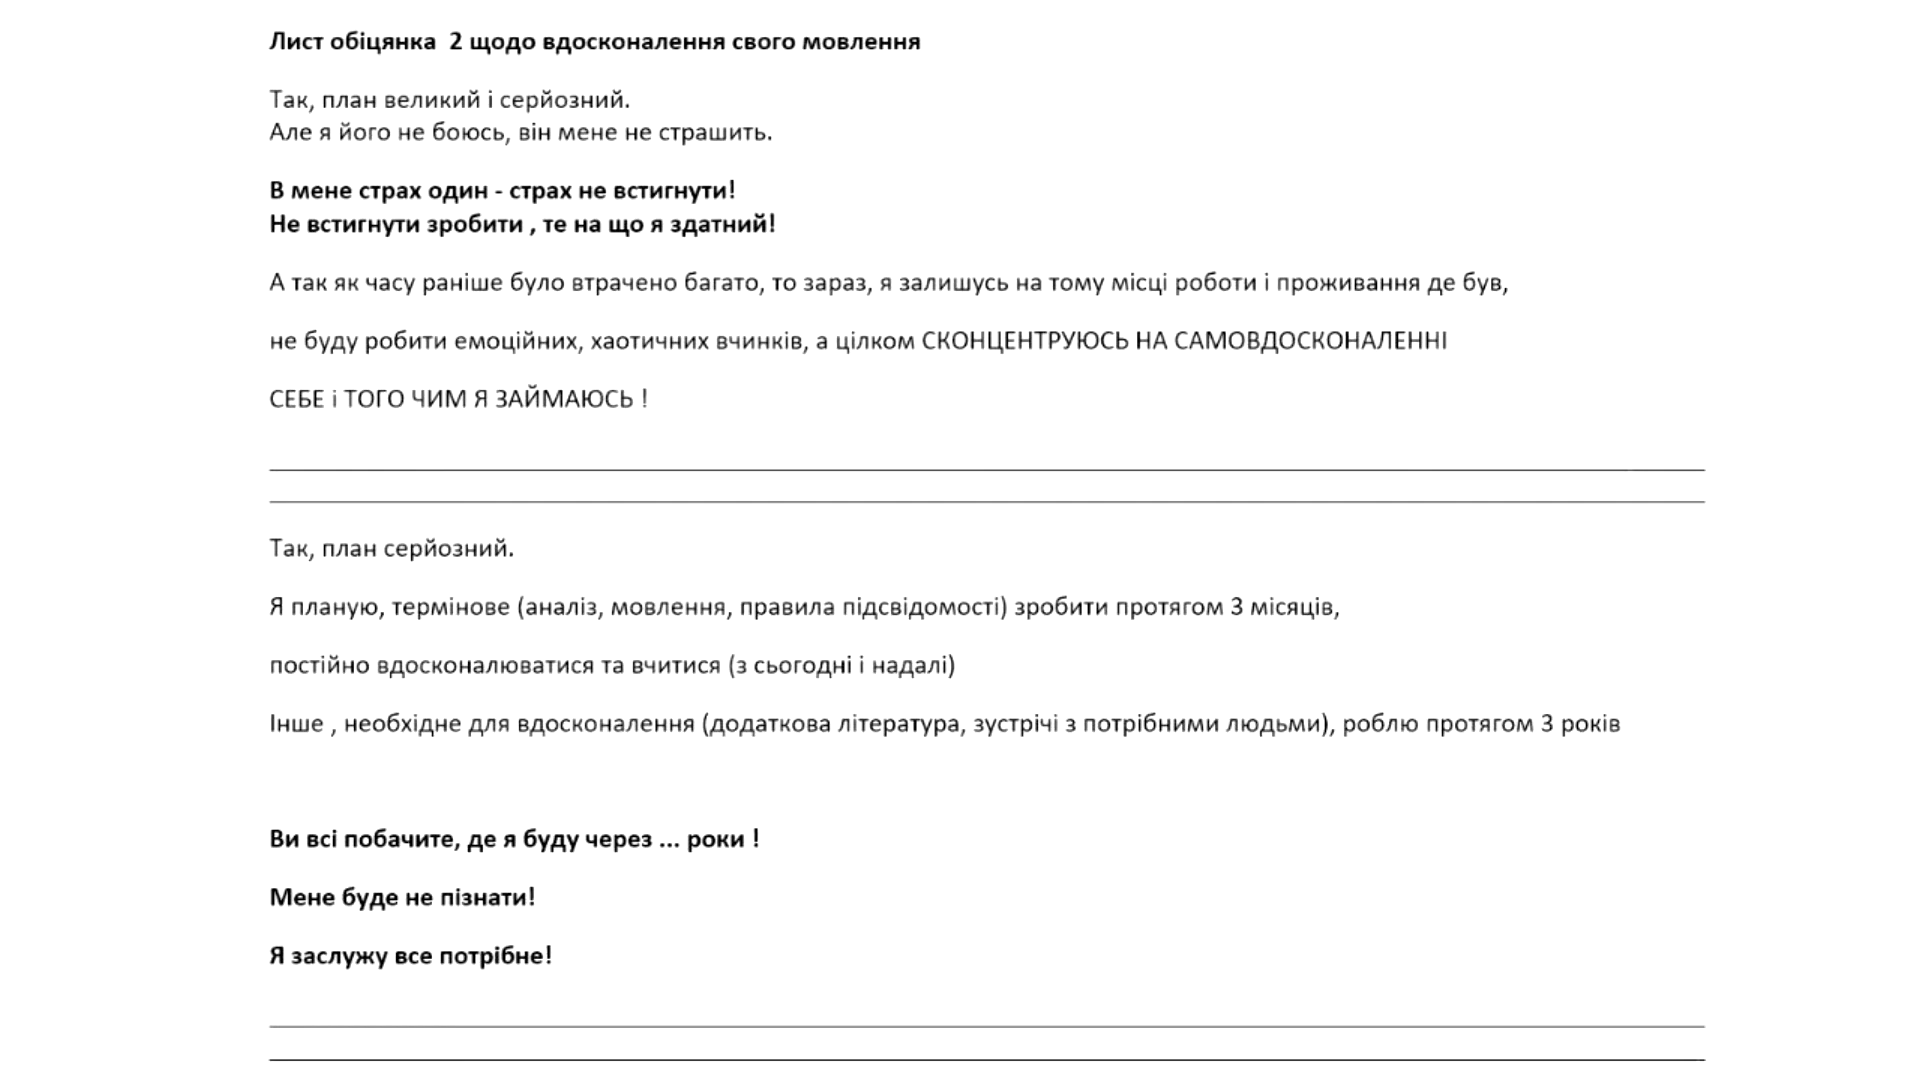 Лист обіцянка  2 щодо вдосконалення свого мовлення
Так, план великий і серйозний.
Але я його не боюсь, він мене не страшить.
В мене страх один - страх не встигнути!
Не встигнути зробити , те на що я здатний!
А так як часу раніше було втрачено багато, то зараз, я залишусь на тому місці роботи і проживання де був,
не буду робити емоційних, хаотичних вчинків, а цілком СКОНЦЕНТРУЮСЬ НА САМОВДОСКОНАЛЕННІ
СЕБЕ і ТОГО ЧИМ Я ЗАЙМАЮСЬ !
Так, план серйозний.
Я планую, термінове (аналіз, мовлення, правила підсвідомості) зробити протягом 3 місяців,
постійно вдосконалюватися та вчитися (з сьогодні і надалі)
Інше , необхідне для вдосконалення (додаткова література, зустрічі з потрібними людьми), роблю протягом 3 років
Ви всі побачите, де я буду через ... роки !
Мене буде не пізнати!
Я заслужу все потрібне!